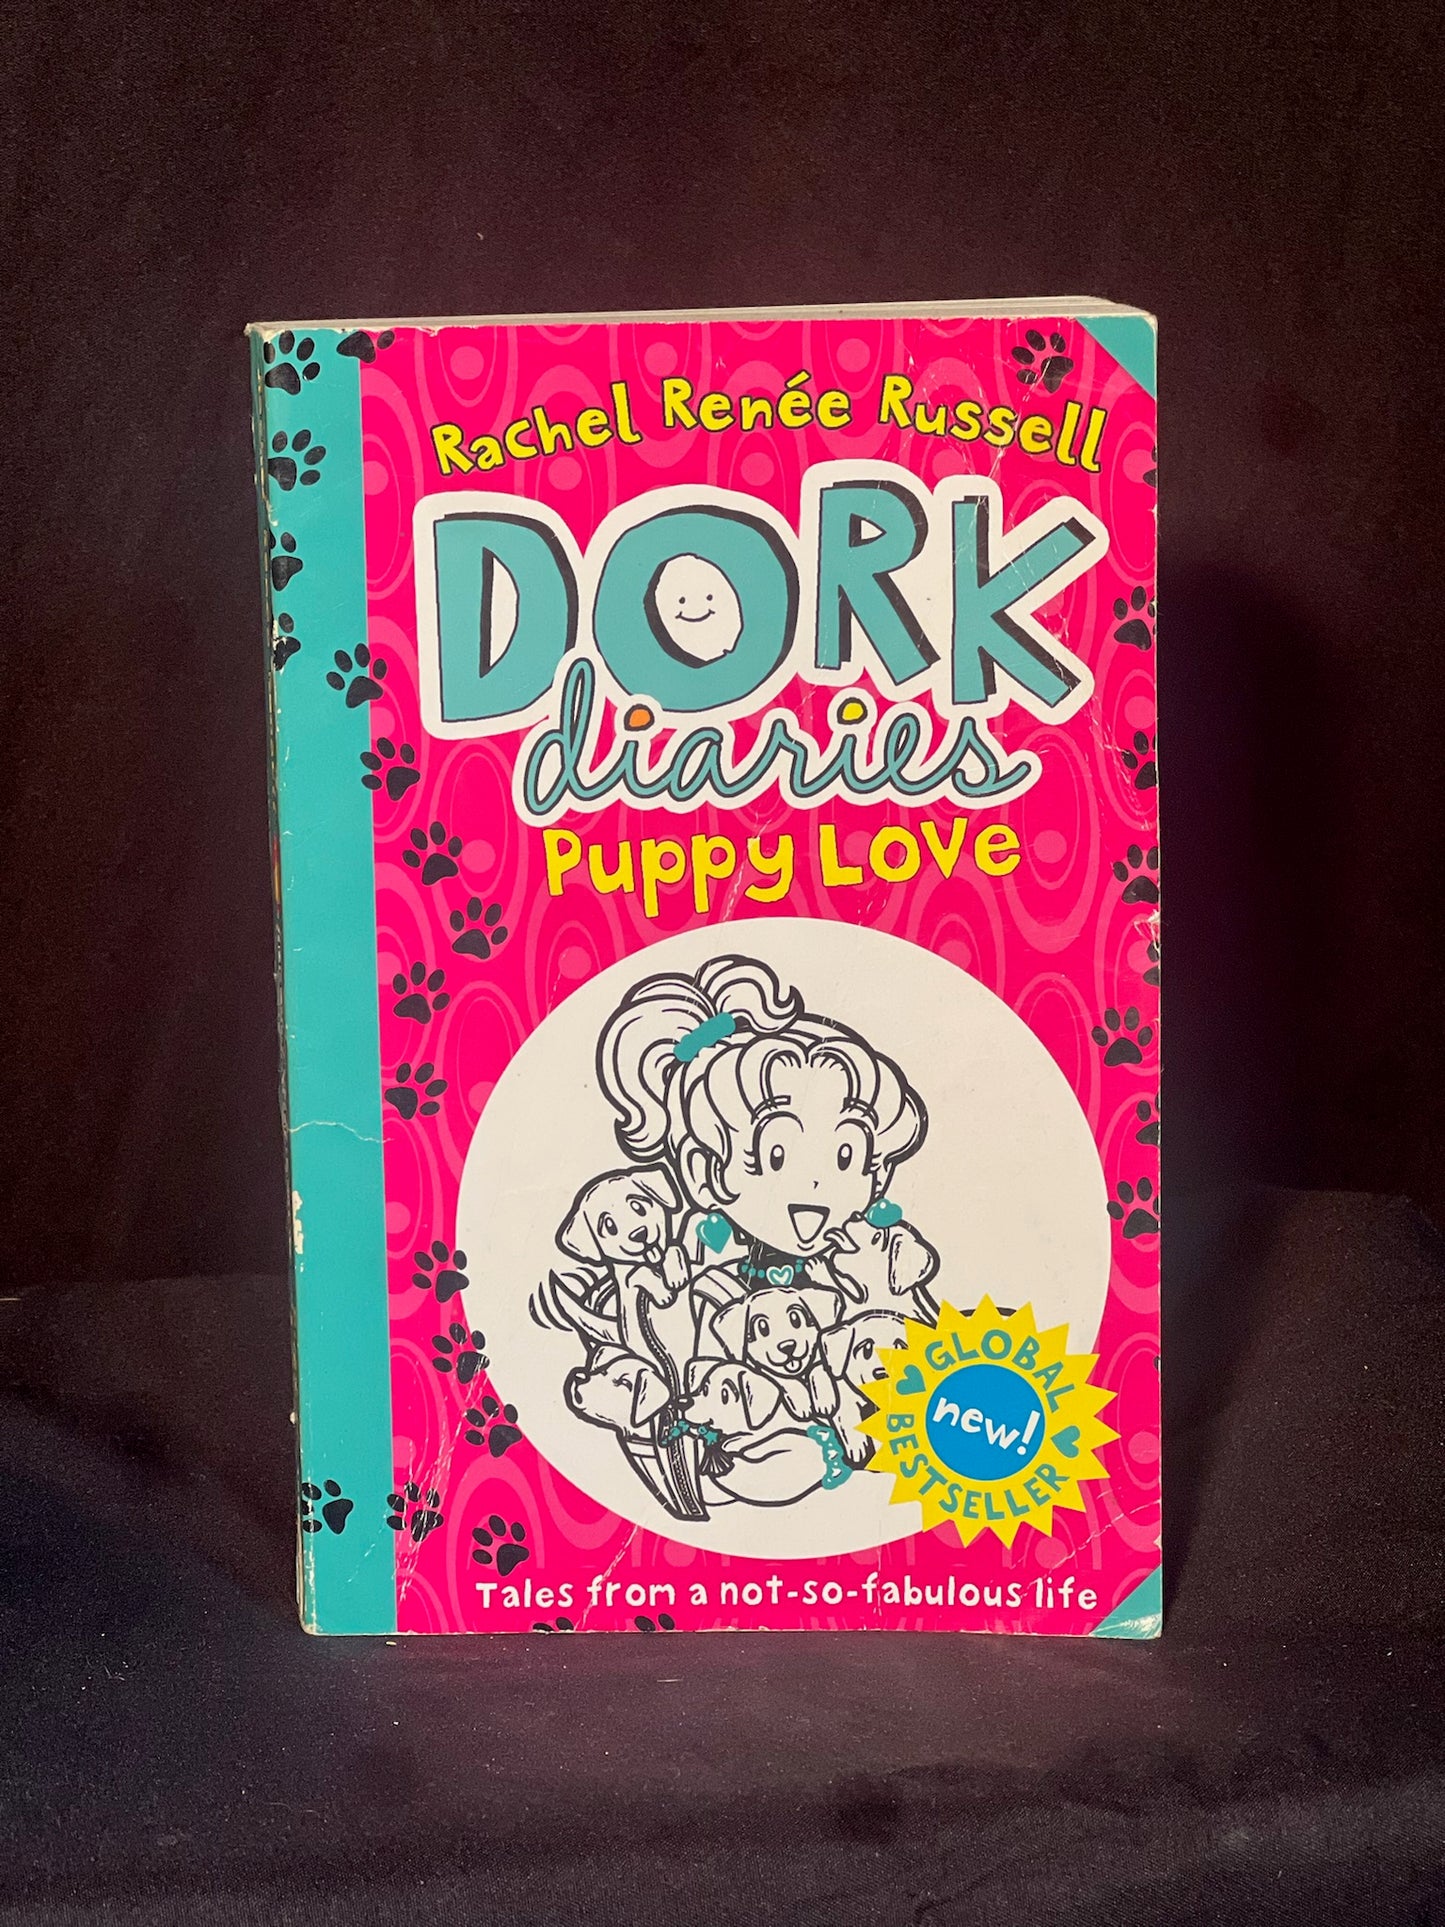 Rachel Renée Russell
DORK
diaries
Puppy Love
GLOBAL
new!
BESTSELLER
Tales from a not-so-fabulous life